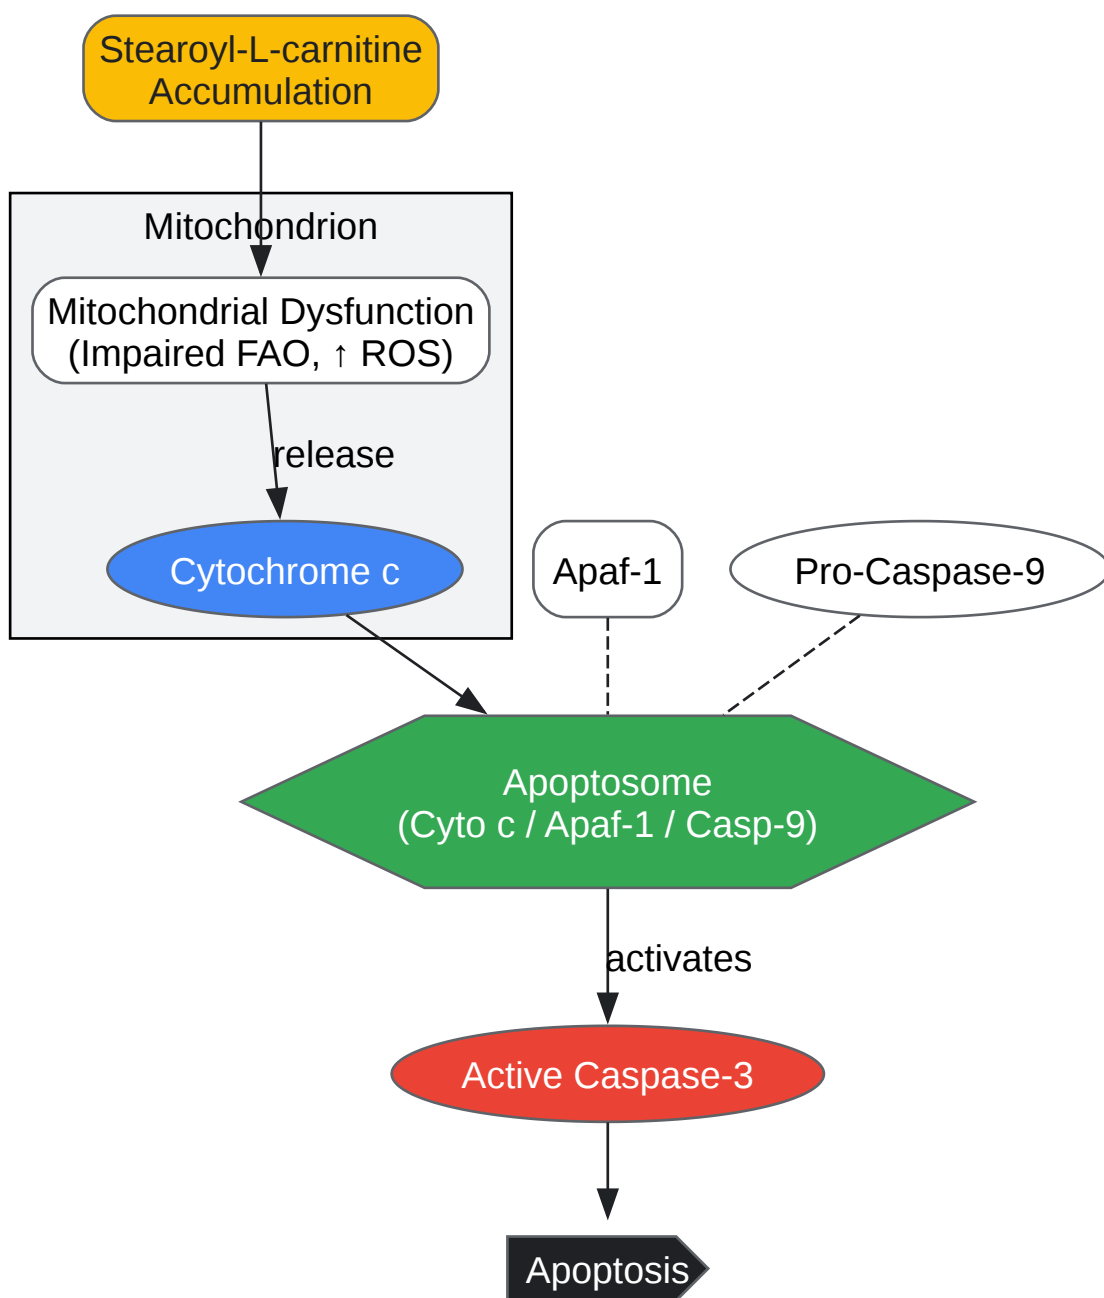 Stearoyl-L-carnitine
Accumulation
Mitochondrion
Mitochondrial Dysfunction
(Impaired FAO, ↑ ROS)
release
Cytochrome c
Apaf-1
Pro-Caspase-9
Apoptosome
(Cyto c / Apaf-1 / Casp-9)
activates
Active Caspase-3
Apoptosis